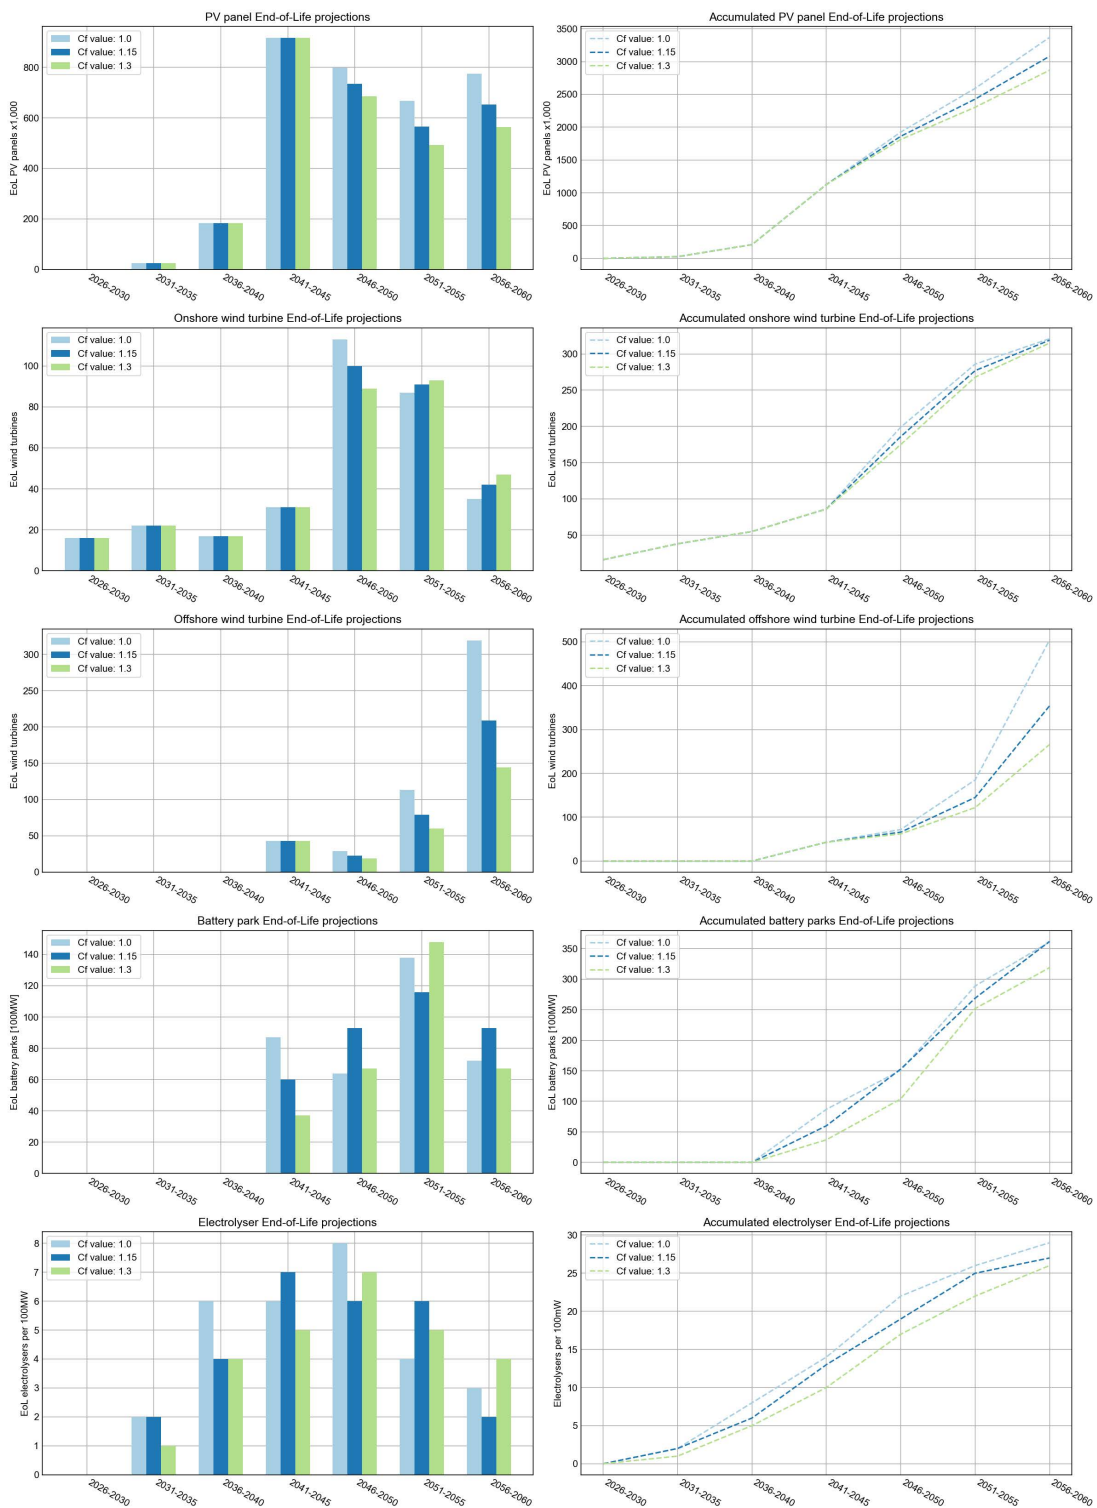 PV panel End-of-Life projections
Cf value: 1.0
Cf value: 1.15
Cf value: 1.3
EoL PV panels x1,000
800
600
400
200
0
2026-2030
2031-2035
2036-2040
2041-2045
2046-2050
2051-2055
2056-2060
Accumulated PV panel End-of-Life projections
Cf value: 1.0
Cf value: 1.15
Cf value: 1.3
EoL PV panels x1,000
3500
3000
2500
2000
1500
1000
500
0
2026-2030
2031-2035
2036-2040
2041-2045
2046-2050
2051-2055
2056-2060
Onshore wind turbine End-of-Life projections
Cf value: 1.0
Cf value: 1.15
Cf value: 1.3
EoL wind turbines
100
80
60
40
20
0
2026-2030
2031-2035
2036-2040
2041-2045
2046-2050
2051-2055
2056-2060
Accumulated onshore wind turbine End-of-Life projections
Cf value: 1.0
Cf value: 1.15
Cf value: 1.3
EoL wind turbines
300
250
200
150
100
50
2026-2030
2031-2035
2036-2040
2041-2045
2046-2050
2051-2055
2056-2060
Offshore wind turbine End-of-Life projections
Cf value: 1.0
Cf value: 1.15
Cf value: 1.3
EoL wind turbines
300
250
200
150
100
50
0
2026-2030
2031-2035
2036-2040
2041-2045
2046-2050
2051-2055
2056-2060
Accumulated offshore wind turbine End-of-Life projections
Cf value: 1.0
Cf value: 1.15
Cf value: 1.3
EoL wind turbines
500
400
300
200
100
0
2026-2030
2031-2035
2036-2040
2041-2045
2046-2050
2051-2055
2056-2060
Battery park End-of-Life projections
Cf value: 1.0
Cf value: 1.15
Cf value: 1.3
EoL battery parks [100MW]
140
120
100
80
60
40
20
0
2026-2030
2031-2035
2036-2040
2041-2045
2046-2050
2051-2055
2056-2060
Accumulated battery parks End-of-Life projections
Cf value: 1.0
Cf value: 1.15
Cf value: 1.3
EoL battery parks [100MW]
350
300
250
200
150
100
50
0
2026-2030
2031-2035
2036-2040
2041-2045
2046-2050
2051-2055
2056-2060
Electrolyser End-of-Life projections
Cf value: 1.0
Cf value: 1.15
Cf value: 1.3
EoL electrolysers per 100MW
8
7
6
5
4
3
2
1
0
2026-2030
2031-2035
2036-2040
2041-2045
2046-2050
2051-2055
2056-2060
Accumulated electrolyser End-of-Life projections
Cf value: 1.0
Cf value: 1.15
Cf value: 1.3
Electrolysers per 100mW
30
25
20
15
10
5
0
2026-2030
2031-2035
2036-2040
2041-2045
2046-2050
2051-2055
2056-2060